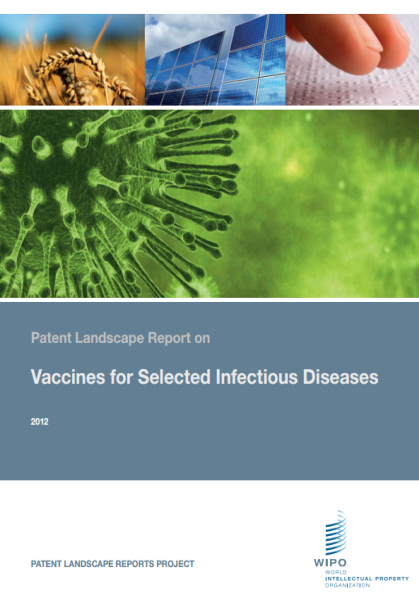 Patent Landscape Report on
Vaccines for Selected Infectious Diseases
2012
PATENT LANDSCAPE REPORTS PROJECT
WIPO
WORLD
INTELLECTUAL PROPERTY
ORGANIZATION